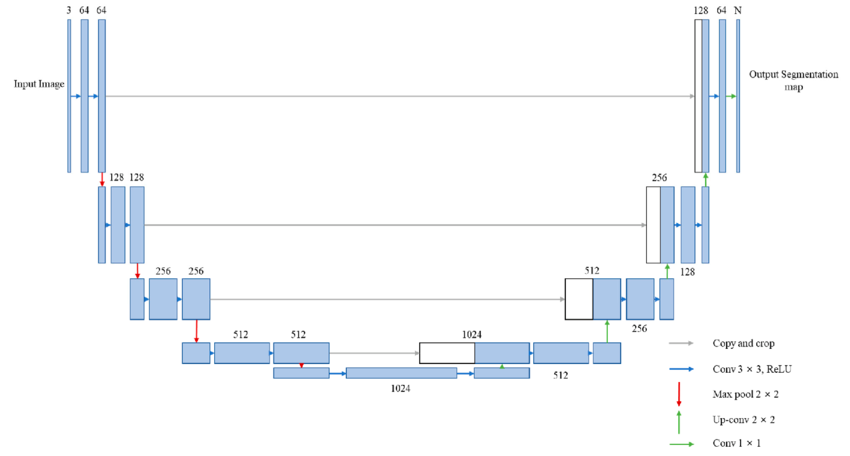 3 64 64
128 64 N
Input Image
Output Segmentation
map
128 128
256
128
256 256
512
256
512 512
1024
512
1024
Copy and crop
Conv 3 × 3, ReLU
Max pool 2 × 2
Up-conv 2 × 2
Conv 1 × 1